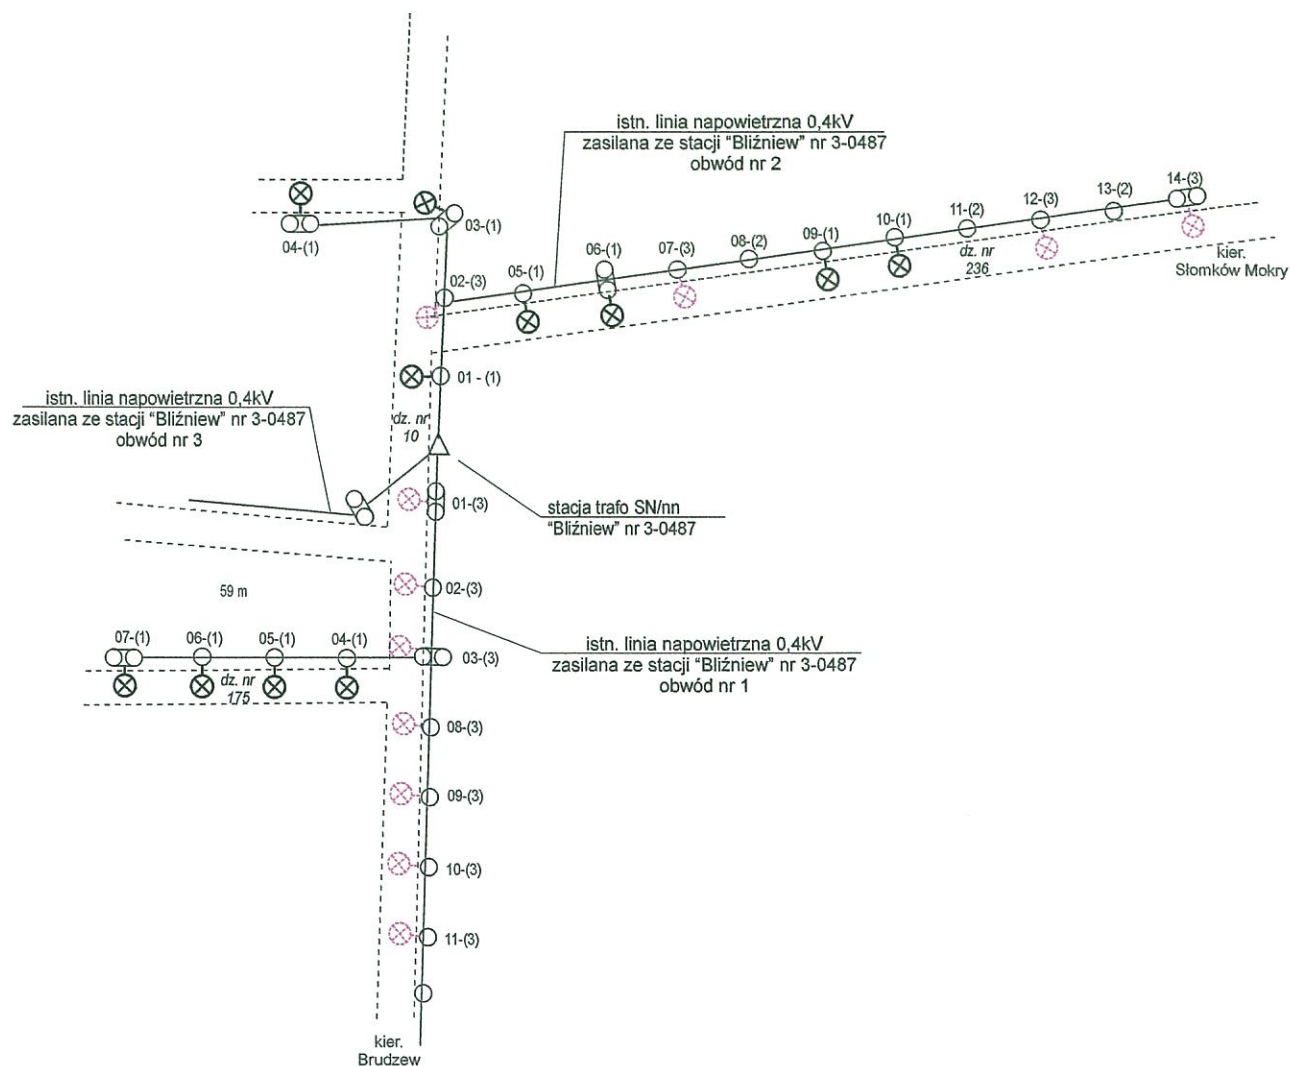 istn. linia napowietrzna 0,4kV
zasilana ze stacji "Bliźniew" nr 3-0487
obwód nr 2
14-(3)
13-(2)
12-(3)
11-(2)
10-(1)
09-(1)
08-(2)
07-(3)
06-(1)
05-(1)
02-(3)
03-(1)
04-(1)
dz. nr
236
kier.
Słomków Mokry
01 - (1)
istn. linia napowietrzna 0,4kV
zasilana ze stacji "Bliźniew" nr 3-0487
obwód nr 3
dz. nr
10
01-(3)
stacja trafo SN/nn
"Bliźniew" nr 3-0487
59 m
02-(3)
07-(1)
06-(1)
05-(1)
04-(1)
03-(3)
istn. linia napowietrzna 0,4kV
zasilana ze stacji "Bliźniew" nr 3-0487
obwód nr 1
dz. nr
175
08-(3)
09-(3)
10-(3)
11-(3)
kier.
Brudzew